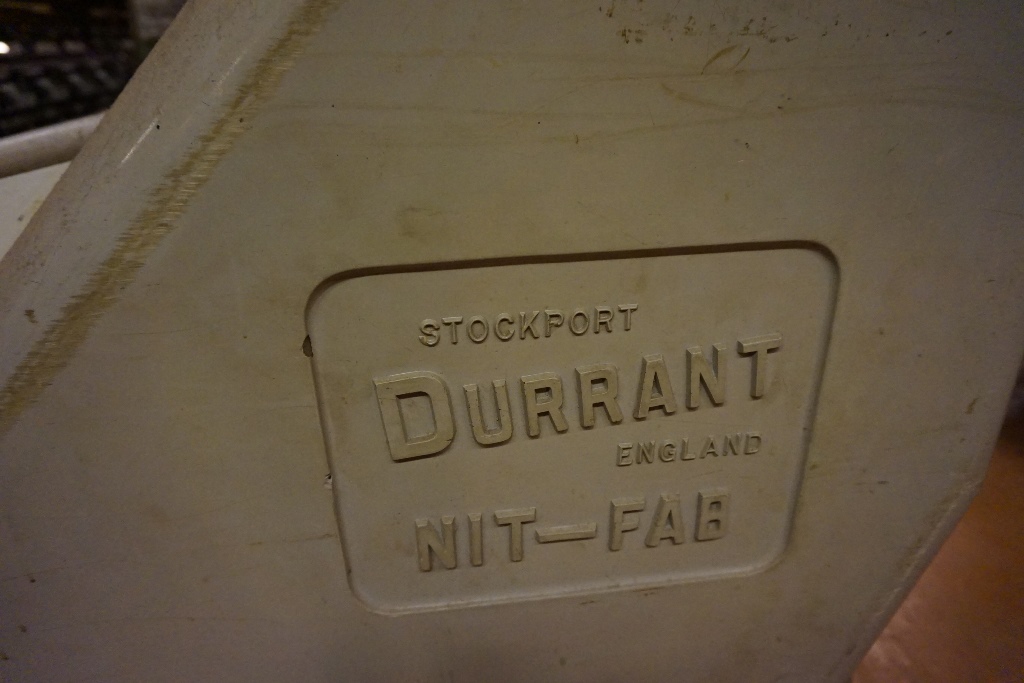 STOCKPORT
DURRANT
ENGLAND
NIT-FAB